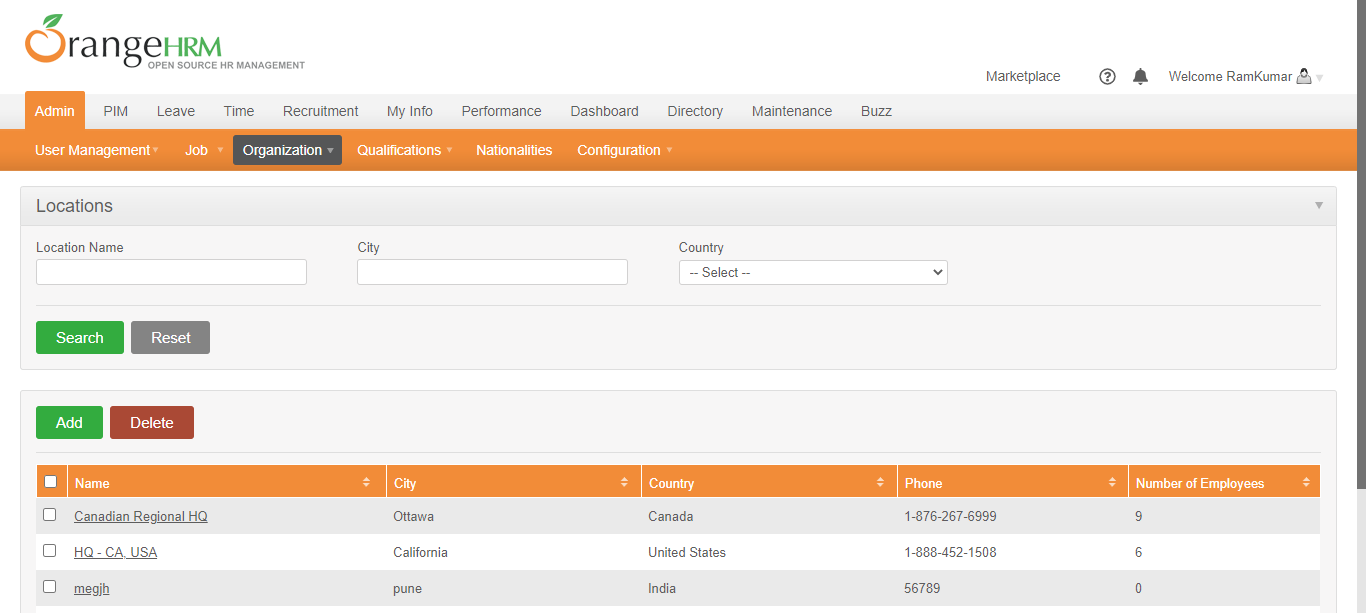 OrangeHRM
OPEN SOURCE HR MANAGEMENT
Marketplace ? Welcome RamKumar
Admin PIM Leave Time Recruitment My Info Performance Dashboard Directory Maintenance Buzz
User Management Job Organization Qualifications Nationalities Configuration
Locations
Location Name City Country
-- Select --
Search Reset
Add Delete
Name City Country Phone Number of Employees
Canadian Regional HQ Ottawa Canada 1-876-267-6999 9
HQ - CA, USA California United States 1-888-452-1508 6
megjh pune India 56789 0